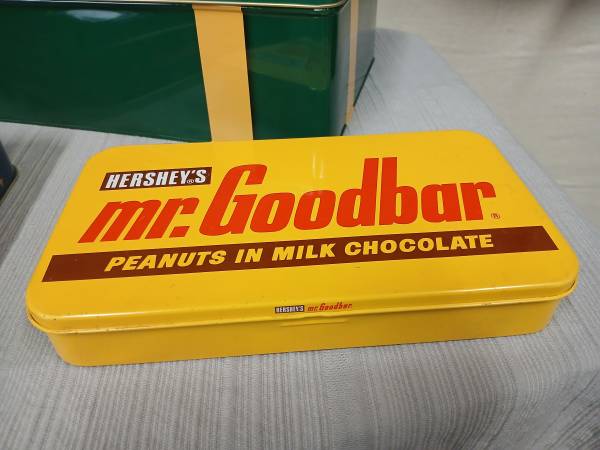 HERSHEY'S®
mr. Goodbar®
PEANUTS IN MILK CHOCOLATE
HERSHEY'S mr. Goodbar